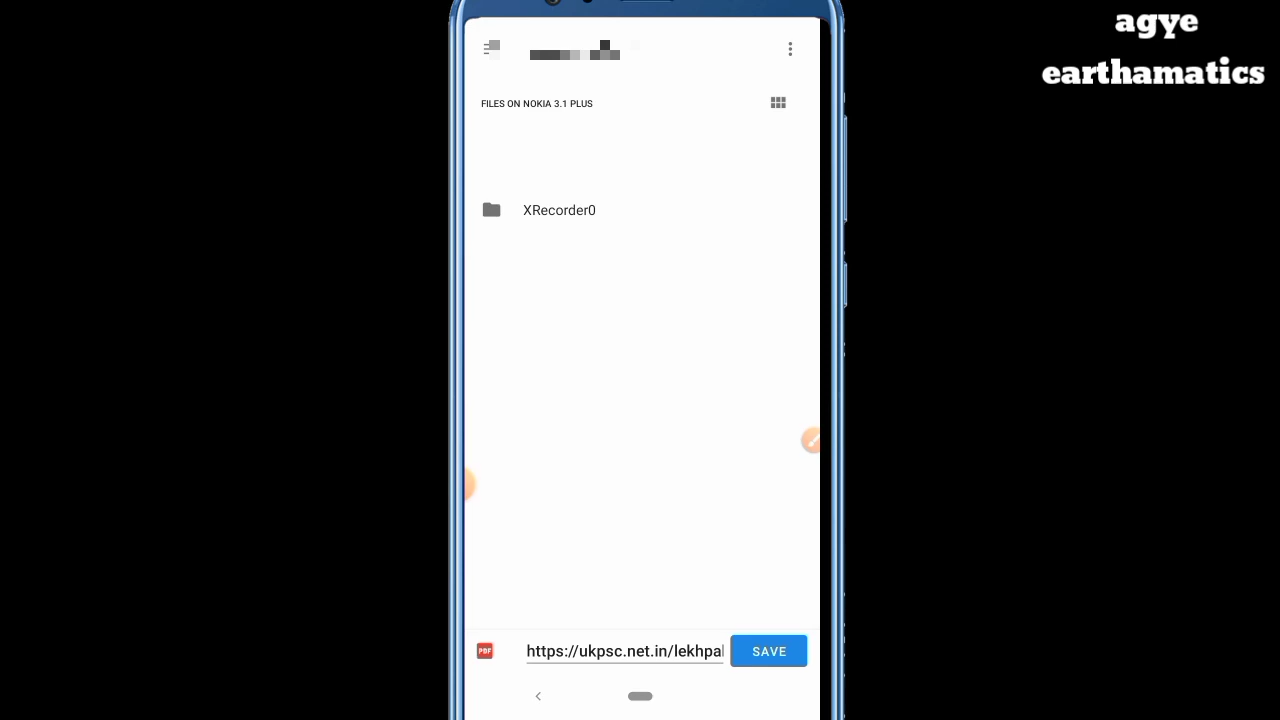 agye
earthamatics
FILES ON NOKIA 3.1 PLUS
XRecorder0
PDF
https://ukpsc.net.in/lekhpal
SAVE